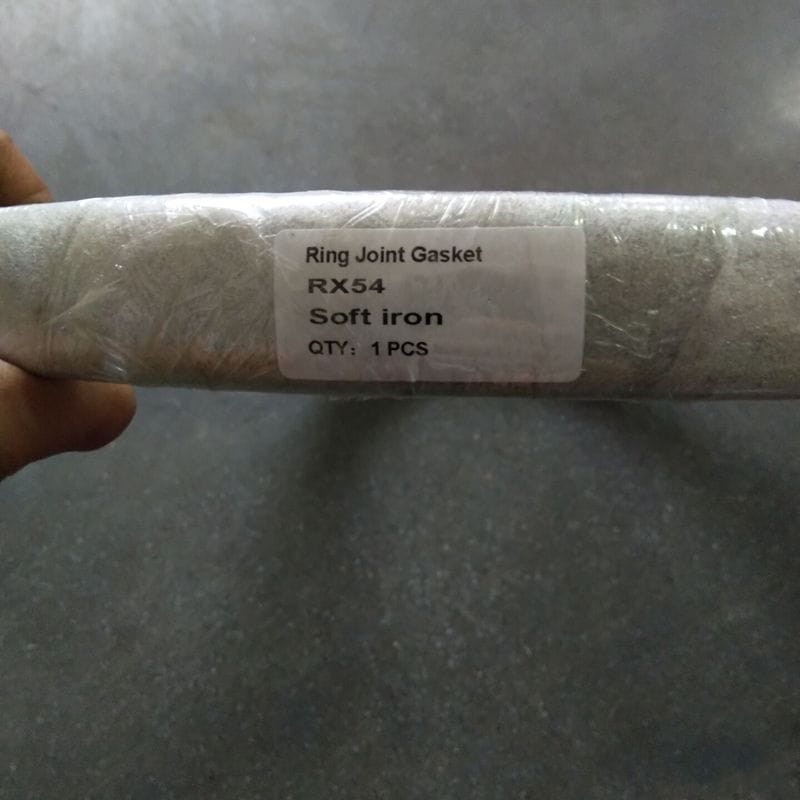 Ring Joint Gasket
RX54
Soft iron
QTY：1 PCS